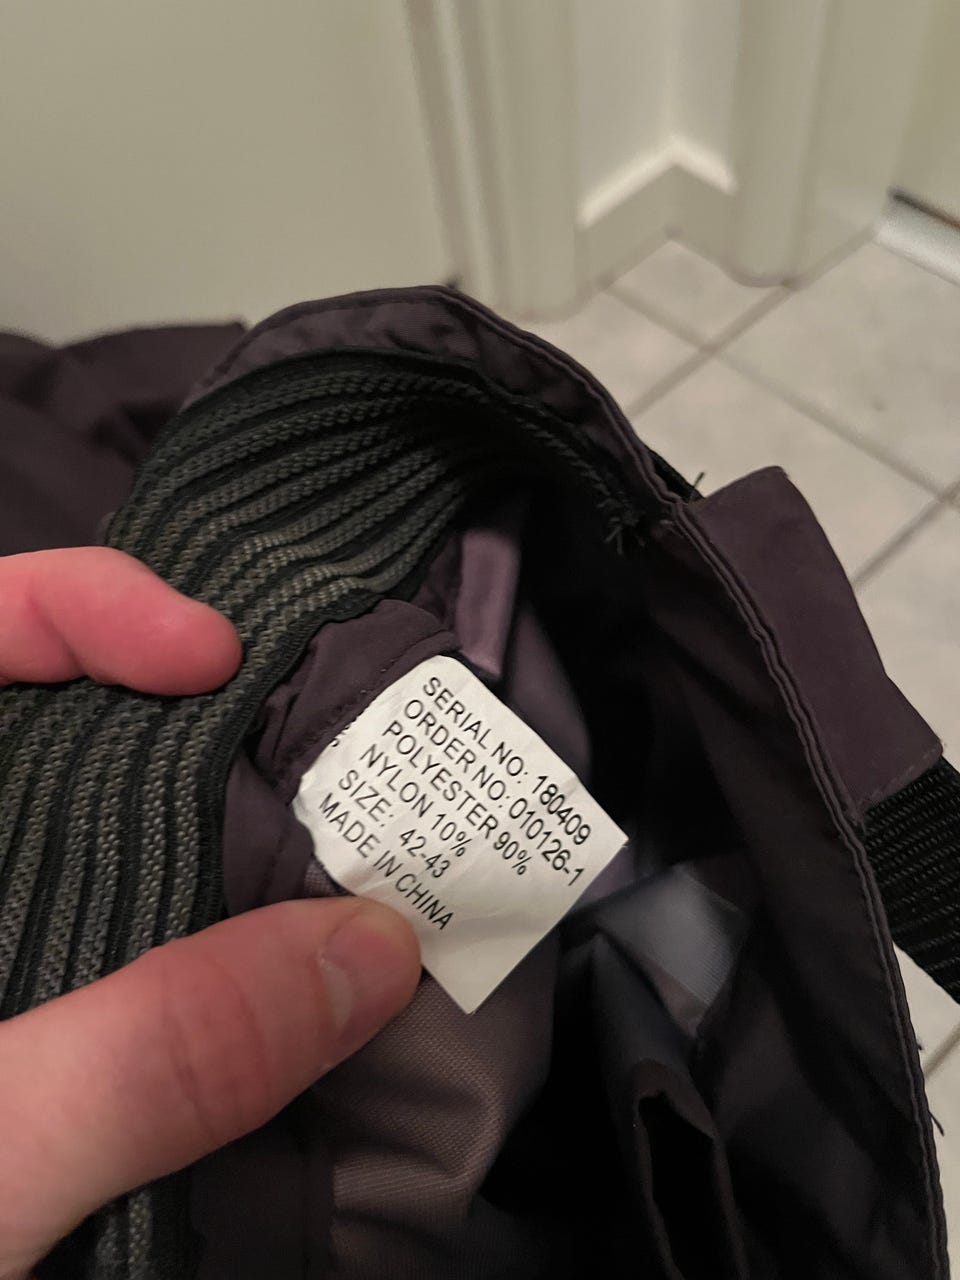 SERIAL NO: 180409
ORDER NO: 010126-1
POLYESTER 90%
NYLON 10%
SIZE: 42-43
MADE IN CHINA